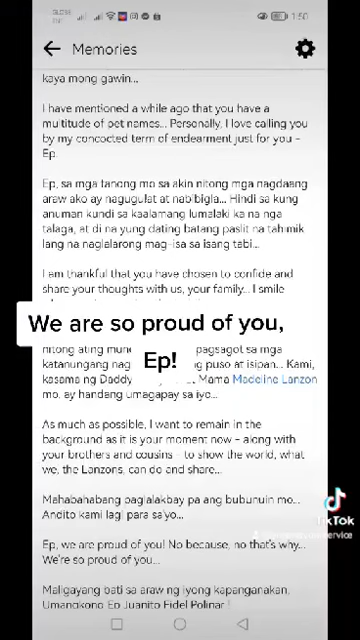 1:50
Memories
kaya mong gawin...
I have mentioned a while ago that you have a
multitude of pet names... Personally, I love calling you
by my concocted term of endearment just for you -
Ep.
Ep, sa mga tanong mo sa akin nitong mga nagdaang
araw ako ay nagugulat at nabibigla... Hindi sa kung
anuman kundi sa kaalamang lumalaki ka na nga
talaga, at di na yung dating batang paslit na tahimik
lang na naglalarong mag-isa sa isang tabi...
I am thankful that you have chosen to confide and
share your thoughts with us, your family... I smile
We are so proud of you,
Ep!
nitong ating pagsagot sa mga
katanungang puso at isipan... Kami,
kasama ng Daddy Mama Madeline Lanzon
mo, ay handang umagapay sa iyo...
As much as possible, I want to remain in the
background as it is your moment now - along with
your brothers and cousins - to show the world, what
we, the Lanzons, can do and share...
Mahabahabang paglalakbay pa ang bubunuin mo...
Andito kami lagi para sa'yo...
TikTok
Ep, we are proud of you! No because, no that's why...
We're so proud of you...
Maligayang bati sa araw ng iyong kapanganakan,
Umangkong Ep Juanito Fidel Polinar !